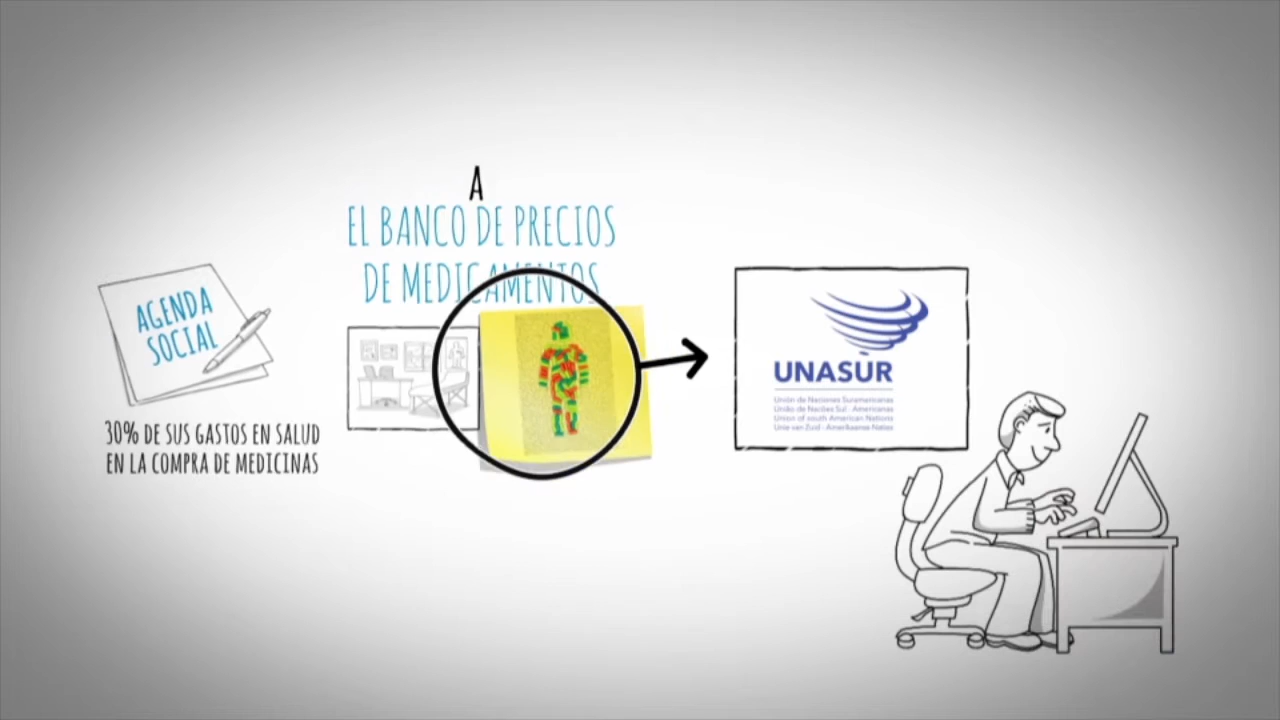 A
EL BANCO DE PRECIOS
DE MEDICAMENTOS
AGENDA
SOCIAL
30% DE SUS GASTOS EN SALUD
EN LA COMPRA DE MEDICINAS
UNASÙR
Unión de Naciones Suramericanas
União de Nações Sul - Americanas
Union of south American Nations
Unie van Zuid - Amerikaanse Naties